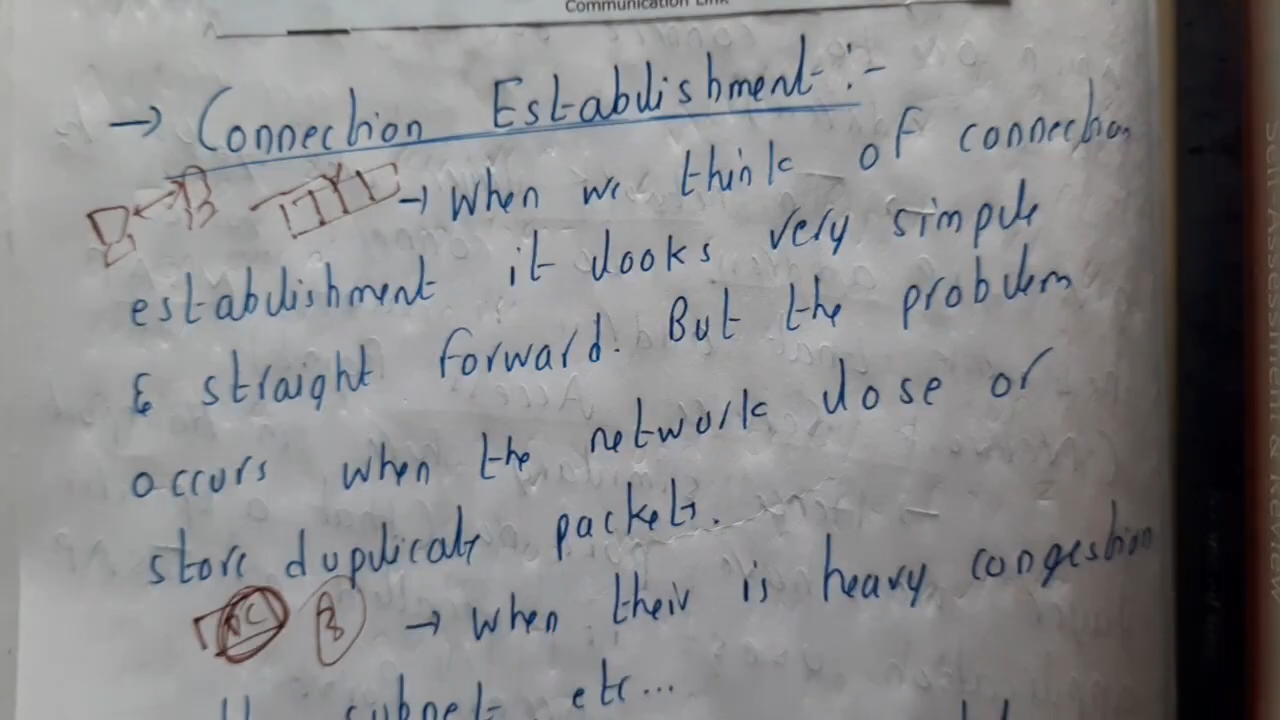 Communication Link
→ Connection Establishment :-
→ When we think of connection
establishment it looks very simple
& straight forward. But the problem
occurs when the network lose or
store duplicate packets.
→ When their is heavy congestion
subnet etc...